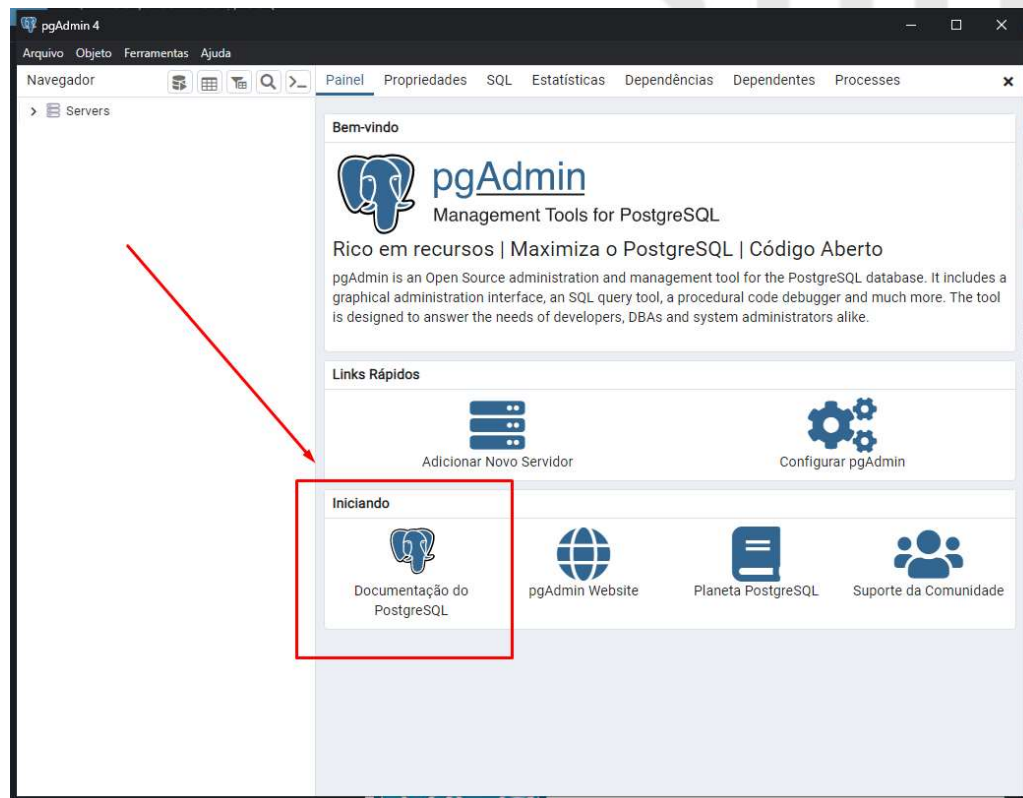 pgAdmin 4
Arquivo Objeto Ferramentas Ajuda
Navegador
Painel Propriedades SQL Estatísticas Dependências Dependentes Processes
Servers
Bem-vindo
pgAdmin
Management Tools for PostgreSQL
Rico em recursos | Maximiza o PostgreSQL | Código Aberto
pgAdmin is an Open Source administration and management tool for the PostgreSQL database. It includes a
graphical administration interface, an SQL query tool, a procedural code debugger and much more. The tool
is designed to answer the needs of developers, DBAs and system administrators alike.
Links Rápidos
Adicionar Novo Servidor
Configurar pgAdmin
Iniciando
Documentação do
PostgreSQL
pgAdmin Website
Planeta PostgreSQL
Suporte da Comunidade